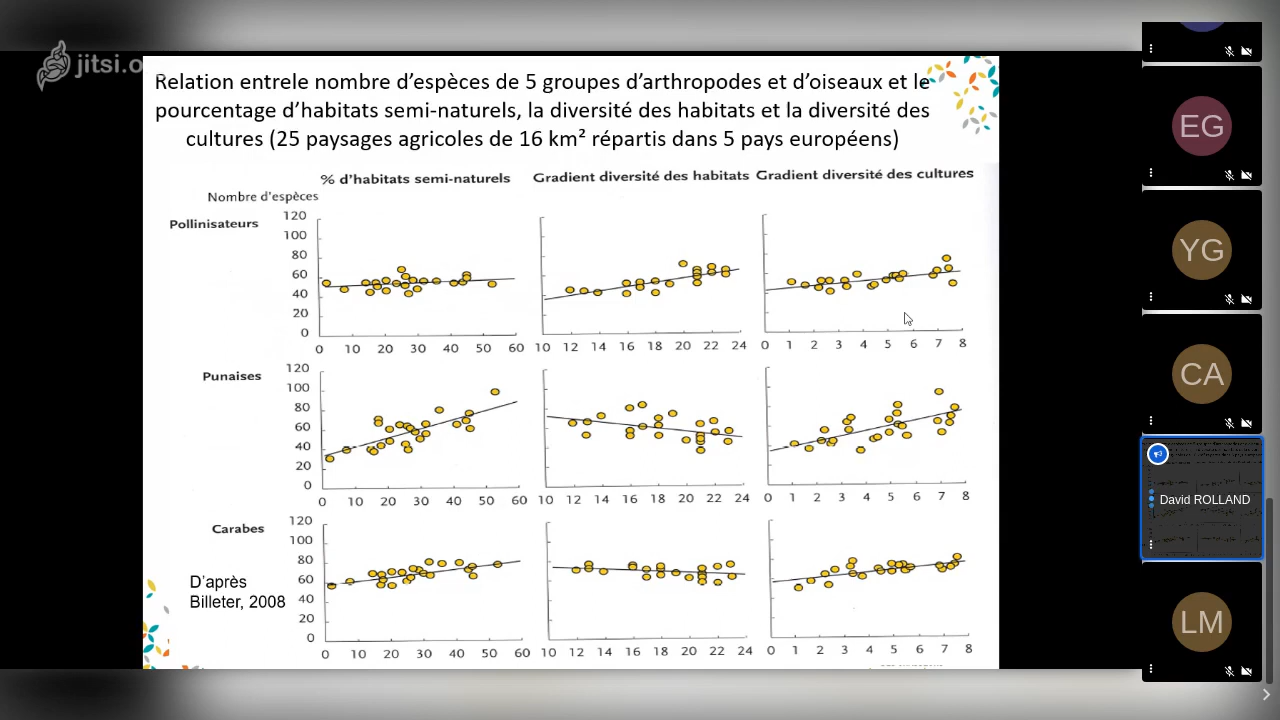 jitsi.o
Relation entrele nombre d'espèces de 5 groupes d'arthropodes et d'oiseaux et le
pourcentage d'habitats semi-naturels, la diversité des habitats et la diversité des
cultures (25 paysages agricoles de 16 km² répartis dans 5 pays européens)
% d'habitats semi-naturels Gradient diversité des habitats Gradient diversité des cultures
Nombre d'espèces
Pollinisateurs
120
100
80
60
40
20
0
0 10 20 30 40 50 60 10 12 14 16 18 20 22 24 0 1 2 3 4 5 6 7 8
Punaises
120
100
80
60
40
20
0
0 10 20 30 40 50 60 10 12 14 16 18 20 22 24 0 1 2 3 4 5 6 7 8
Carabes
120
100
80
60
40
20
0
0 10 20 30 40 50 60 10 12 14 16 18 20 22 24 0 1 2 3 4 5 6 7 8
D'après
Billeter, 2008
EG
YG
CA
David ROLLAND
LM